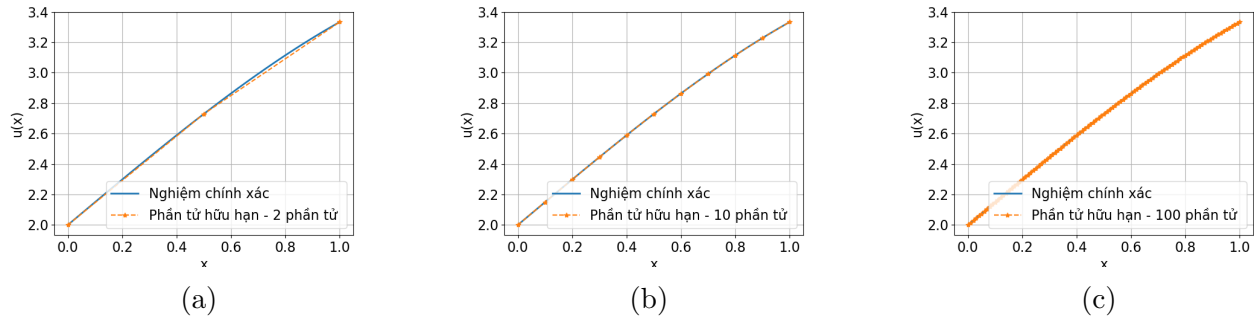 3.4
3.2
3.0
2.8
2.6
2.4
2.2
2.0
u(x)
Nghiệm chính xác
Phần tử hữu hạn - 2 phần tử
0.0 0.2 0.4 0.6 0.8 1.0
x
(a)
3.4
3.2
3.0
2.8
2.6
2.4
2.2
2.0
u(x)
Nghiệm chính xác
Phần tử hữu hạn - 10 phần tử
0.0 0.2 0.4 0.6 0.8 1.0
x
(b)
3.4
3.2
3.0
2.8
2.6
2.4
2.2
2.0
u(x)
Nghiệm chính xác
Phần tử hữu hạn - 100 phần tử
0.0 0.2 0.4 0.6 0.8 1.0
x
(c)